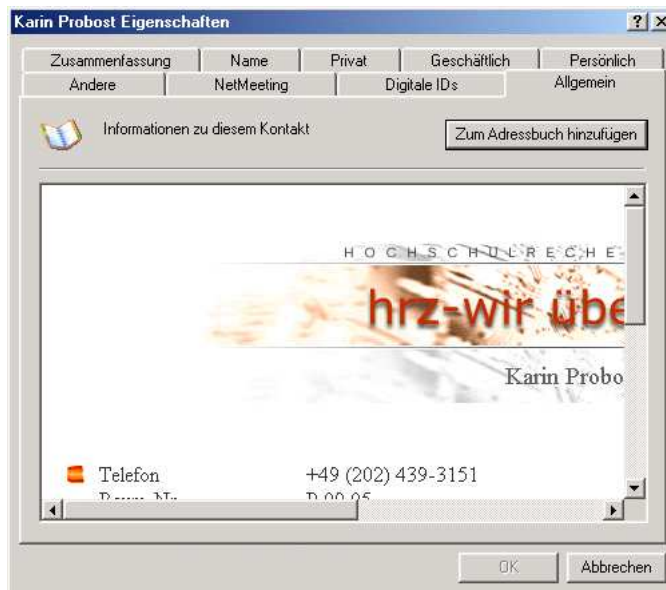 Karin Probost Eigenschaften
Zusammenfassung Name Privat Geschäftlich Persönlich
Andere NetMeeting Digitale IDs Allgemein
Informationen zu diesem Kontakt
Zum Adressbuch hinzufügen
HOCHSCHULRECHE
hrz-wir übe
Karin Probo
Telefon +49 (202) 439-3151
OK Abbrechen